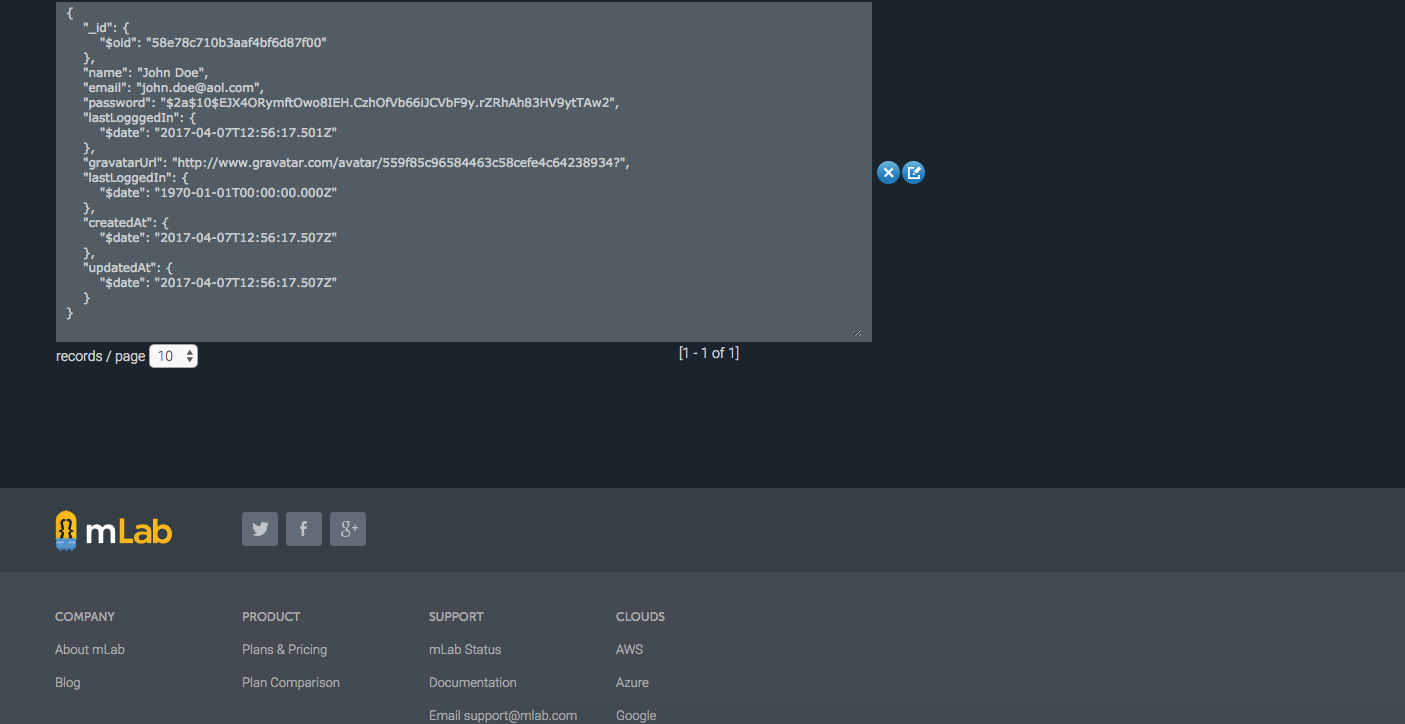 {
"_id": {
"$oid": "58e78c710b3aaf4bf6d87f00"
},
"name": "John Doe",
"email": "john.doe@aol.com",
"password": "$2a$10$EJX4ORymftOwo8IEH.CzhOfVb66iJCVbF9y.rZRhAh83HV9ytTAw2",
"lastLogggedIn": {
"$date": "2017-04-07T12:56:17.501Z"
},
"gravatarUrl": "http://www.gravatar.com/avatar/559f85c96584463c58cefe4c64238934?",
"lastLoggedIn": {
"$date": "1970-01-01T00:00:00.000Z"
},
"createdAt": {
"$date": "2017-04-07T12:56:17.507Z"
},
"updatedAt": {
"$date": "2017-04-07T12:56:17.507Z"
}
}
records / page 10 [1 - 1 of 1]
mLab f g+
COMPANY PRODUCT SUPPORT CLOUDS
About mLab Plans & Pricing mLab Status AWS
Blog Plan Comparison Documentation Azure
Email support@mlab.com Google